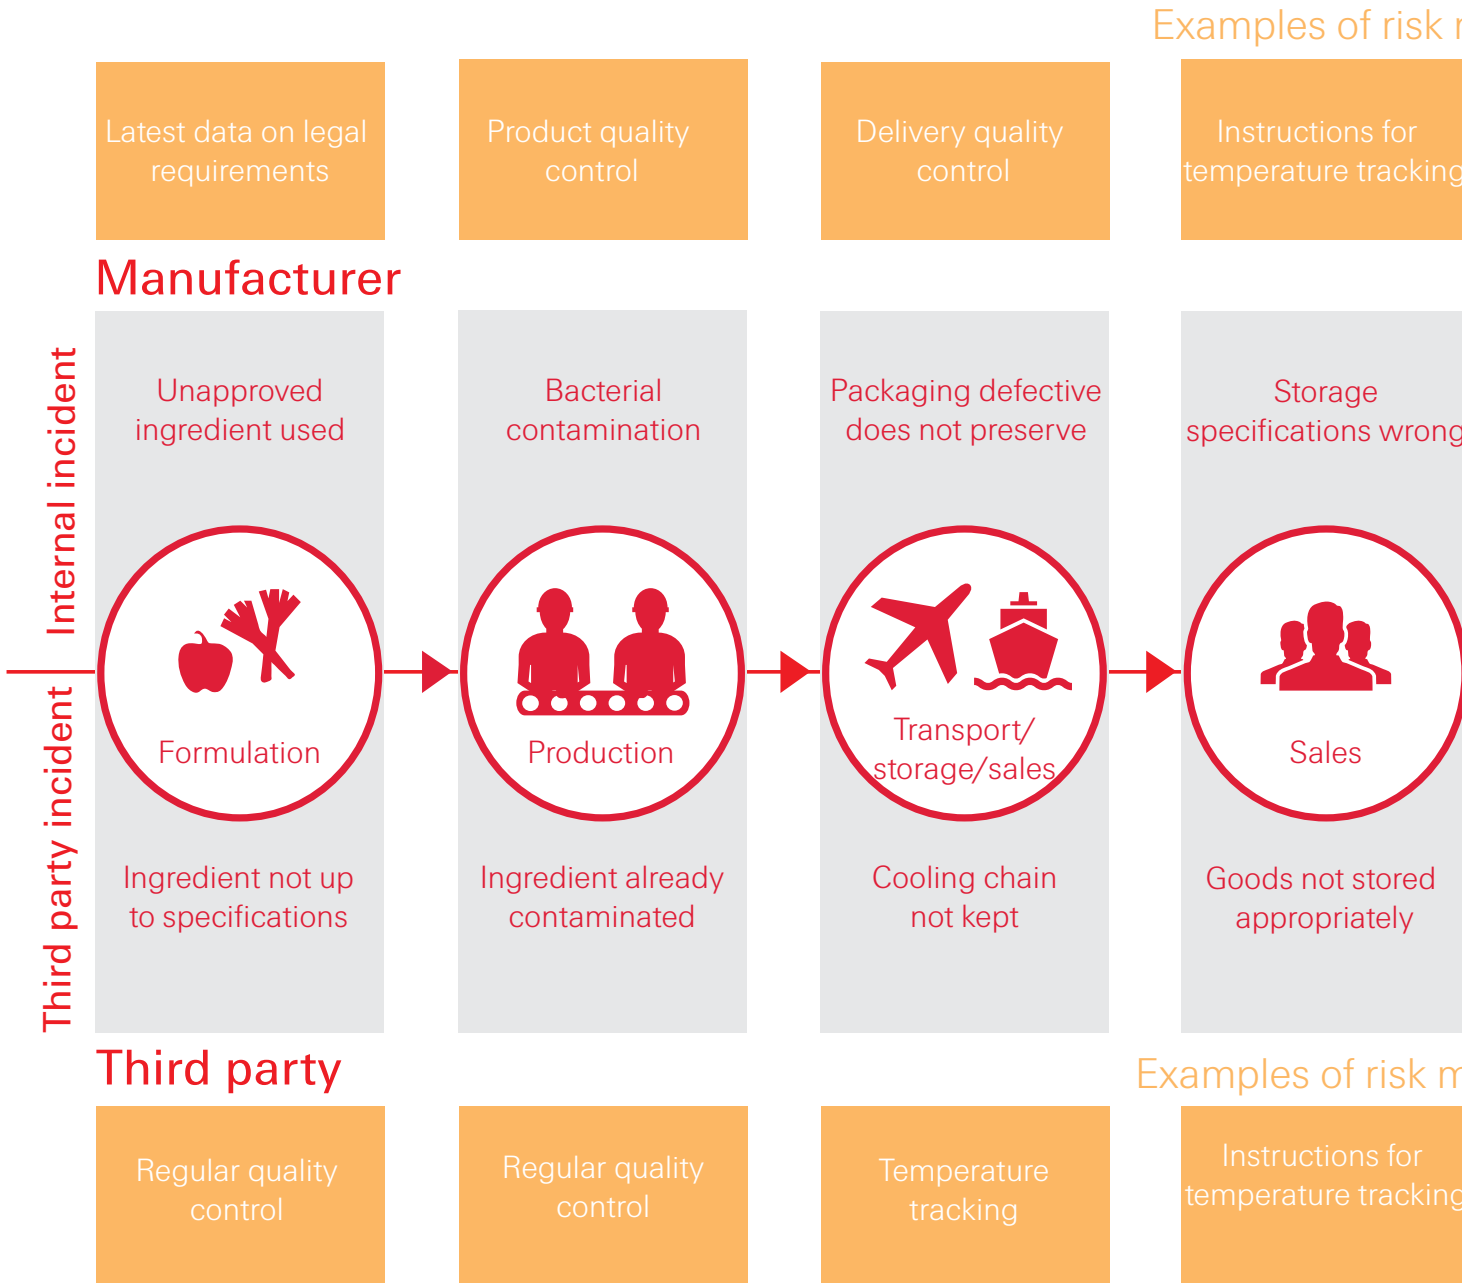 Examples of risk
Latest data on legal
requirements
Product quality
control
Delivery quality
control
Instructions for
temperature tracking
Manufacturer
Internal incident
Unapproved
ingredient used
Bacterial
contamination
Packaging defective
does not preserve
Storage
specifications wrong
Formulation
Production
Transport/
storage/sales
Sales
Third party incident
Ingredient not up
to specifications
Ingredient already
contaminated
Cooling chain
not kept
Goods not stored
appropriately
Third party
Examples of risk
Regular quality
control
Regular quality
control
Temperature
tracking
Instructions for
temperature tracking